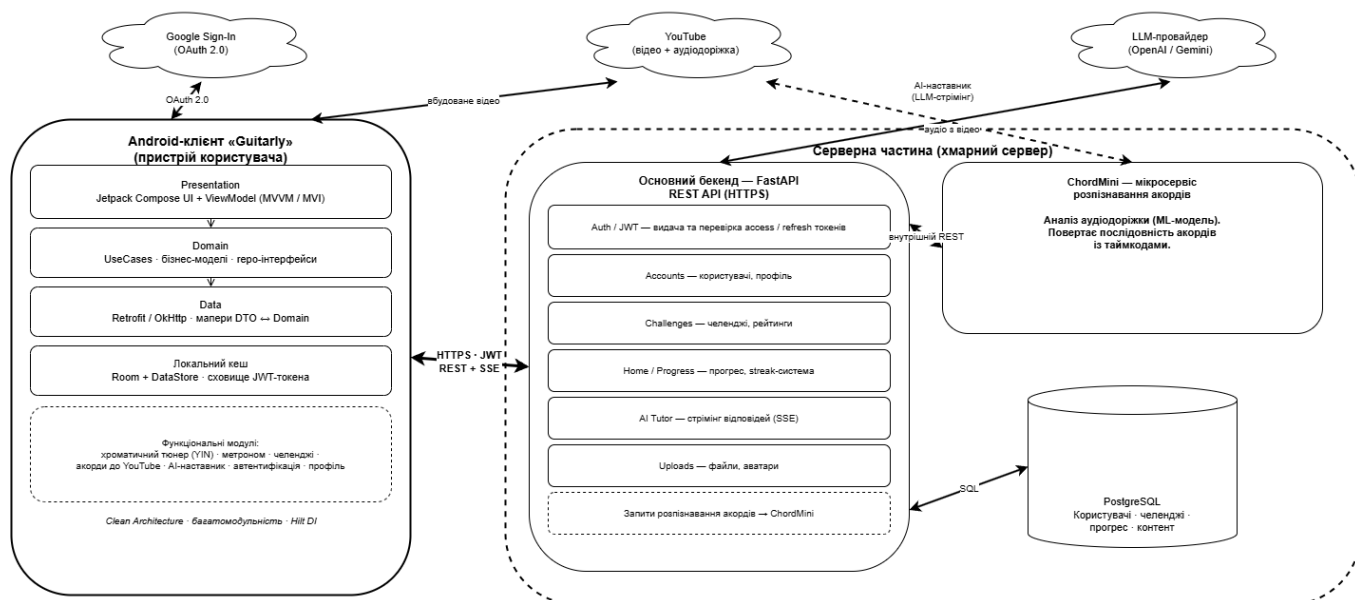 Google Sign-In
(OAuth 2.0)
YouTube
(відео + аудіодоріжка)
LLM-провайдер
(OpenAI / Gemini)
OAuth 2.0
вбудоване відео
AI-наставник
(LLM-стрімінг)
аудіо з відео
Android-клієнт «Guitarly»
(пристрій користувача)
Presentation
Jetpack Compose UI + ViewModel (MVVM / MVI)
Domain
UseCases · бізнес-моделі · репо-інтерфейси
Data
Retrofit / OkHttp · мапери DTO ↔ Domain
Локальний кеш
Room + DataStore · сховище JWT-токена
Функціональні модулі:
хроматичний тюнер (YIN) · метроном · челенджі ·
акорди до YouTube · AI-наставник · автентифікація · профіль
Clean Architecture · багатомодульність · Hilt DI
HTTPS · JWT
REST + SSE
Серверна частина (хмарний сервер)
Основний бекенд — FastAPI
REST API (HTTPS)
Auth / JWT — видача та перевірка access / refresh токенів
Accounts — користувачі, профіль
Challenges — челенджі, рейтинги
Home / Progress — прогрес, streak-система
AI Tutor — стрімінг відповідей (SSE)
Uploads — файли, аватари
Запити розпізнавання акордів → ChordMini
внутрішній REST
ChordMini — мікросервіс
розпізнавання акордів
Аналіз аудіодоріжки (ML-модель).
Повертає послідовність акордів
із таймкодами.
SQL
PostgreSQL
Користувачі · челенджі ·
прогрес · контент